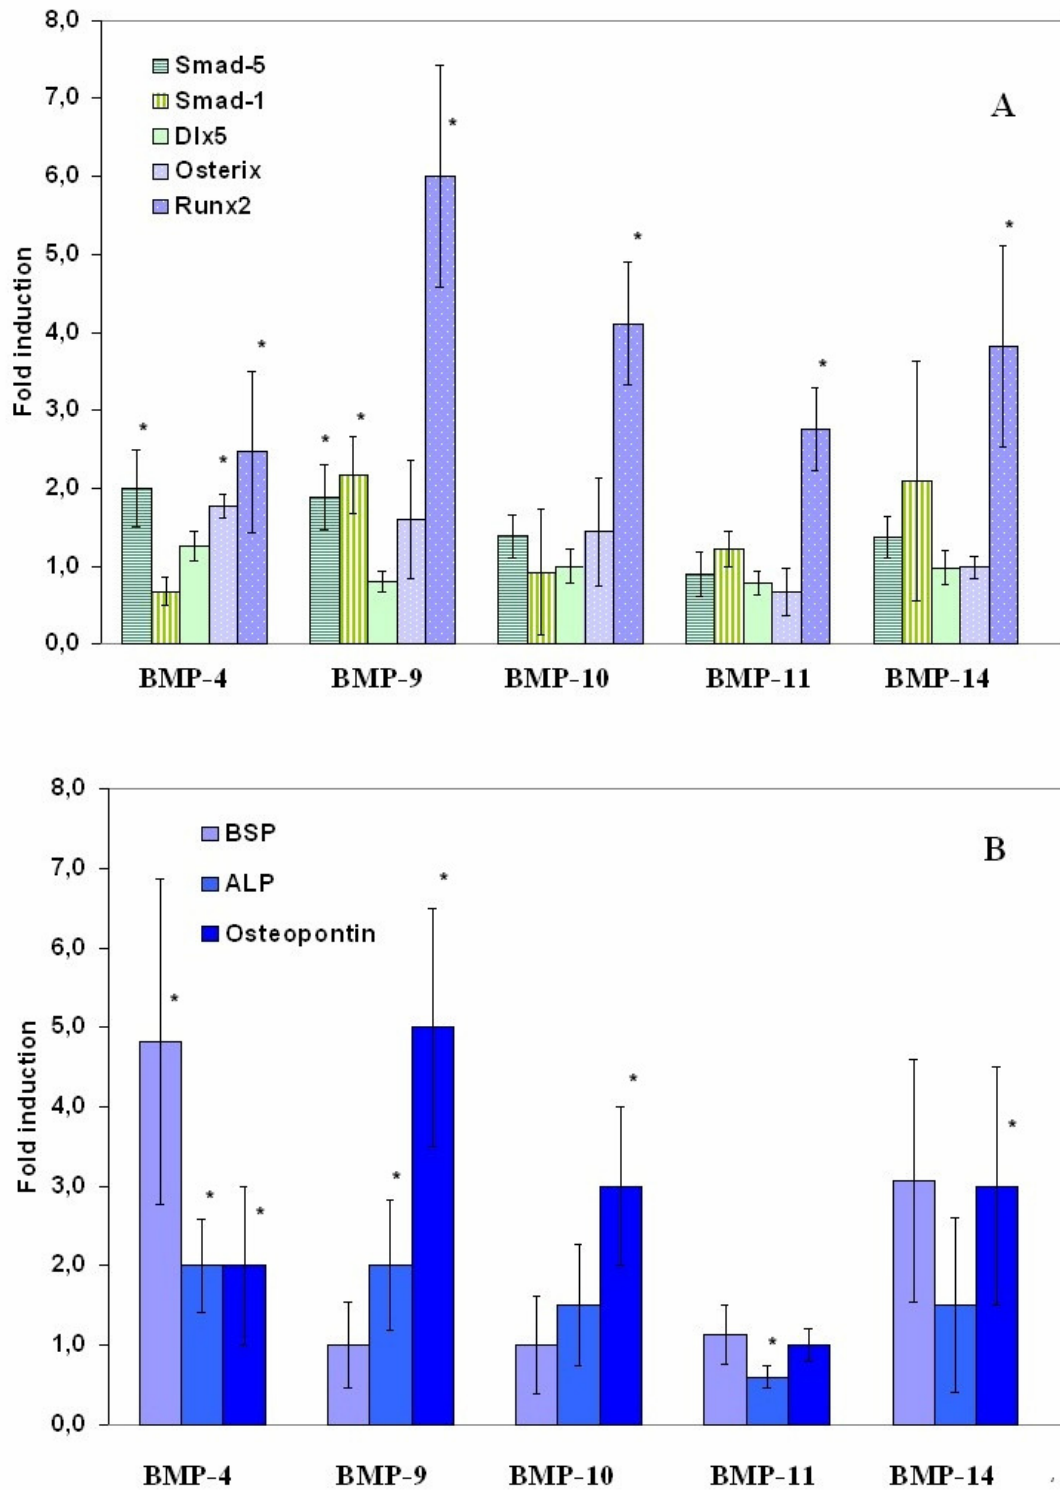 8,0
Smad-5
Smad-1
A
7,0
Dlx5
*
Osterix
6,0
Runx2
* *
5,0
Fold induction
4,0
* *
3,0
* * * *
2,0
1,0
0,0
BMP-4 BMP-9 BMP-10 BMP-11 BMP-14
8,0
BSP
B
7,0
ALP
*
Osteopontin
6,0
*
5,0
Fold induction
4,0
* *
3,0
* * *
2,0
*
1,0
0,0
BMP-4 BMP-9 BMP-10 BMP-11 BMP-14